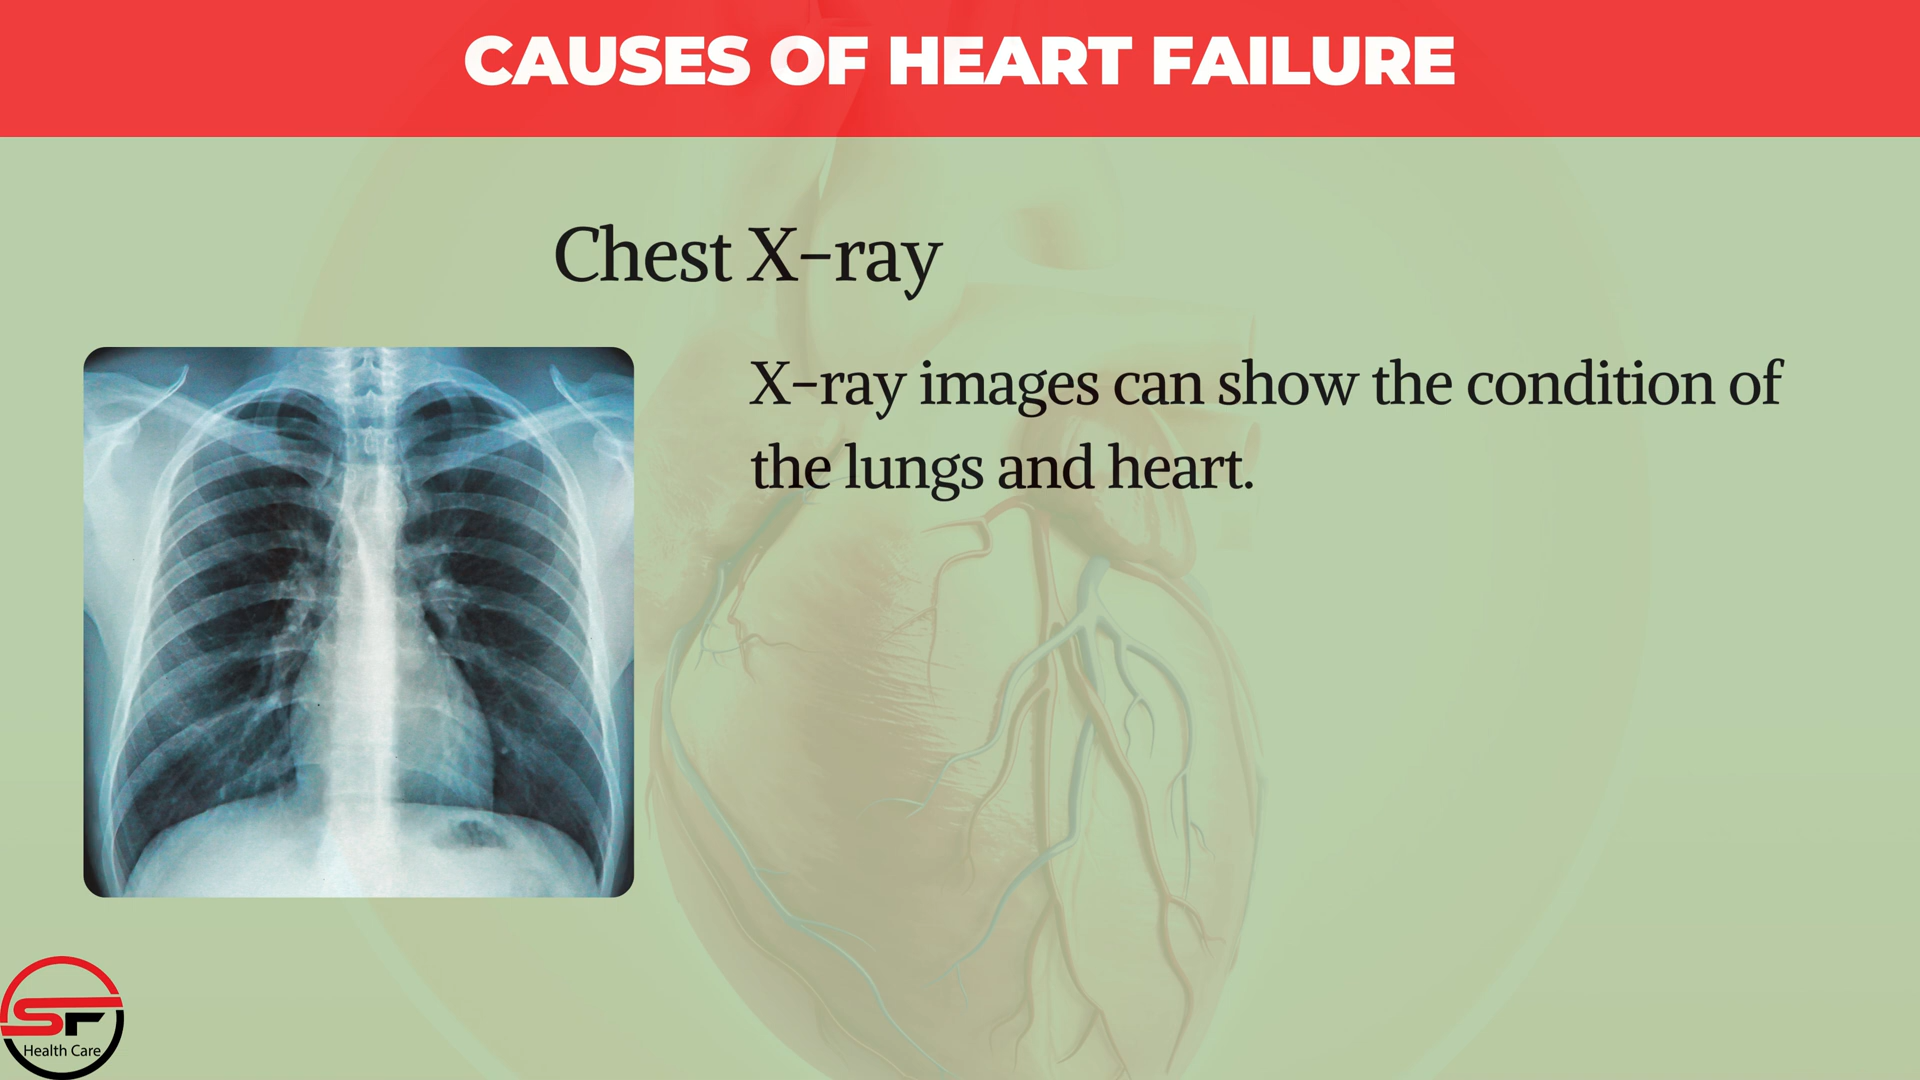 CAUSES OF HEART FAILURE
Chest X-ray
X-ray images can show the condition of
the lungs and heart.
SF
Health Care